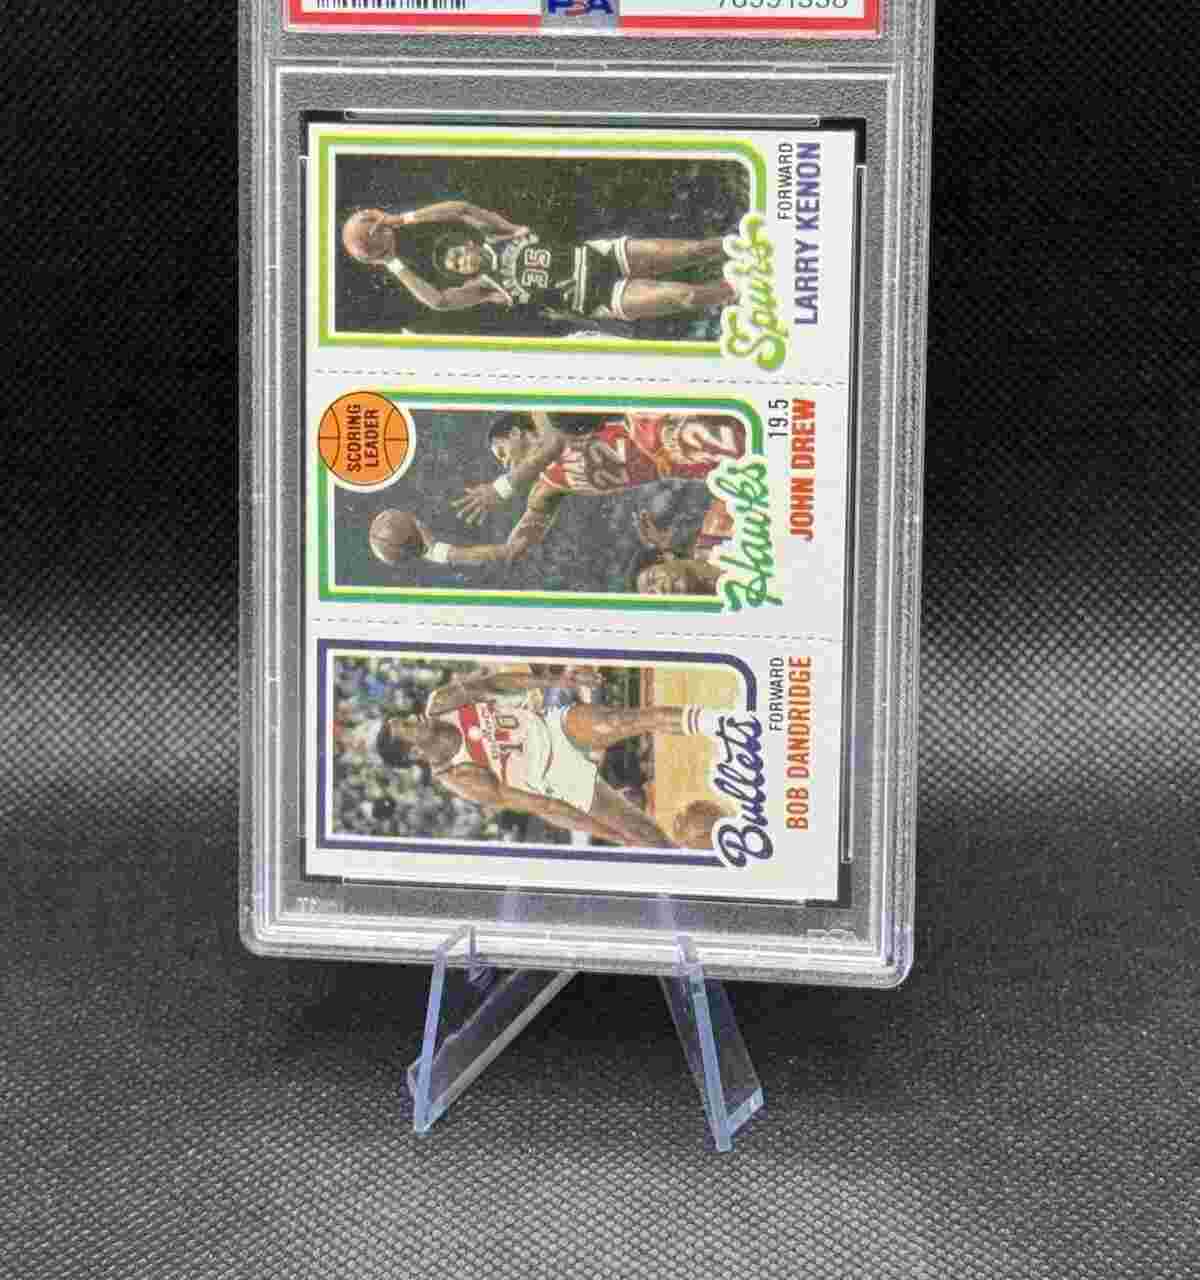 PSA
FORWARD
LARRY KENON
Spurs
35
SCORING
LEADER
19.5
JOHN DREW
Hawks
22
FORWARD
BOB DANDRIDGE
Bullets
10